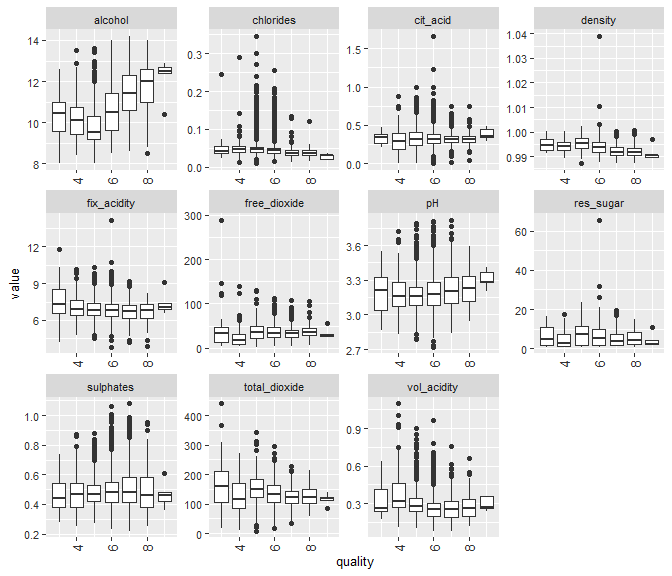 alcohol chlorides cit_acid density
14 12 10 8
0.3 0.2 0.1 0.0
1.5 1.0 0.5 0.0
1.04 1.03 1.02 1.01 1.00 0.99
4 6 8 4 6 8 4 6 8 4 6 8
fix_acidity free_dioxide pH res_sugar
12 9 6
300 200 100 0
3.6 3.3 3.0 2.7
60 40 20 0
4 6 8 4 6 8 4 6 8 4 6 8
sulphates total_dioxide vol_acidity
1.0 0.8 0.6 0.4 0.2
400 300 200 100 0
0.9 0.6 0.3
4 6 8 4 6 8 4 6 8
value
quality